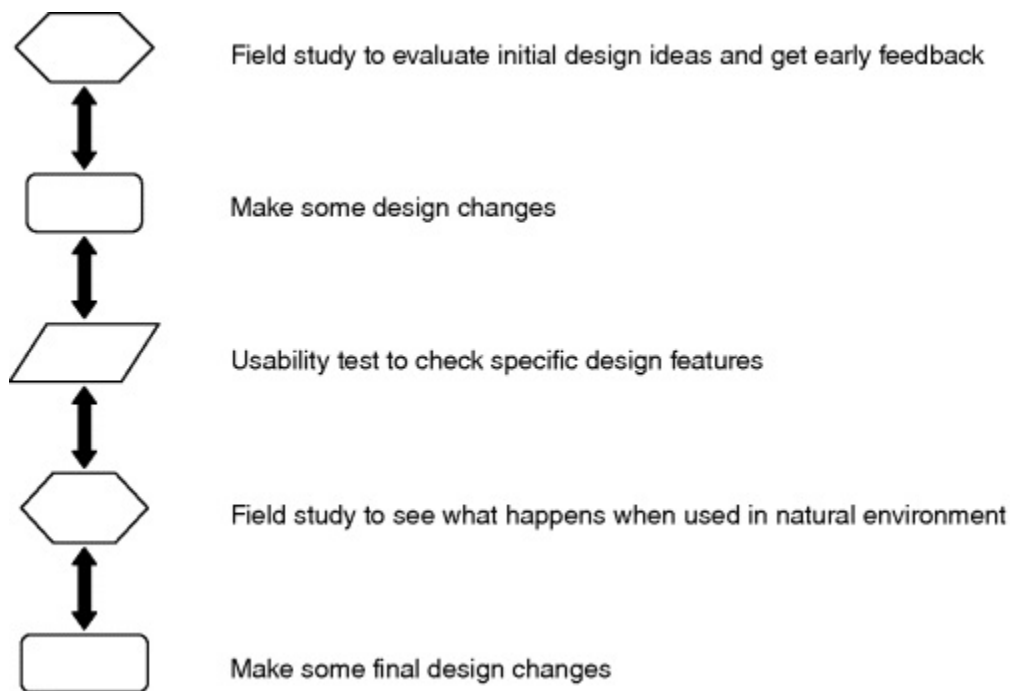 Field study to evaluate initial design ideas and get early feedback
Make some design changes
Usability test to check specific design features
Field study to see what happens when used in natural environment
Make some final design changes